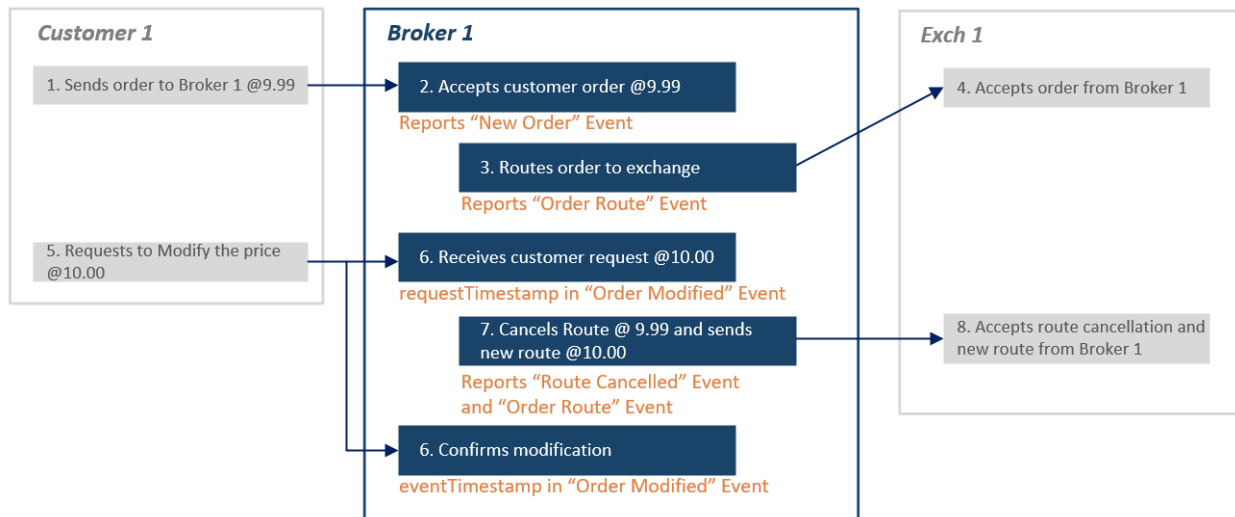 Customer 1
Broker 1
Exch 1
1. Sends order to Broker 1 @9.99
2. Accepts customer order @9.99
4. Accepts order from Broker 1
Reports “New Order” Event
3. Routes order to exchange
Reports “Order Route” Event
5. Requests to Modify the price
@10.00
6. Receives customer request @10.00
requestTimestamp in “Order Modified” Event
7. Cancels Route @ 9.99 and sends
new route @10.00
8. Accepts route cancellation and
new route from Broker 1
Reports “Route Cancelled” Event
and “Order Route” Event
6. Confirms modification
eventTimestamp in “Order Modified” Event